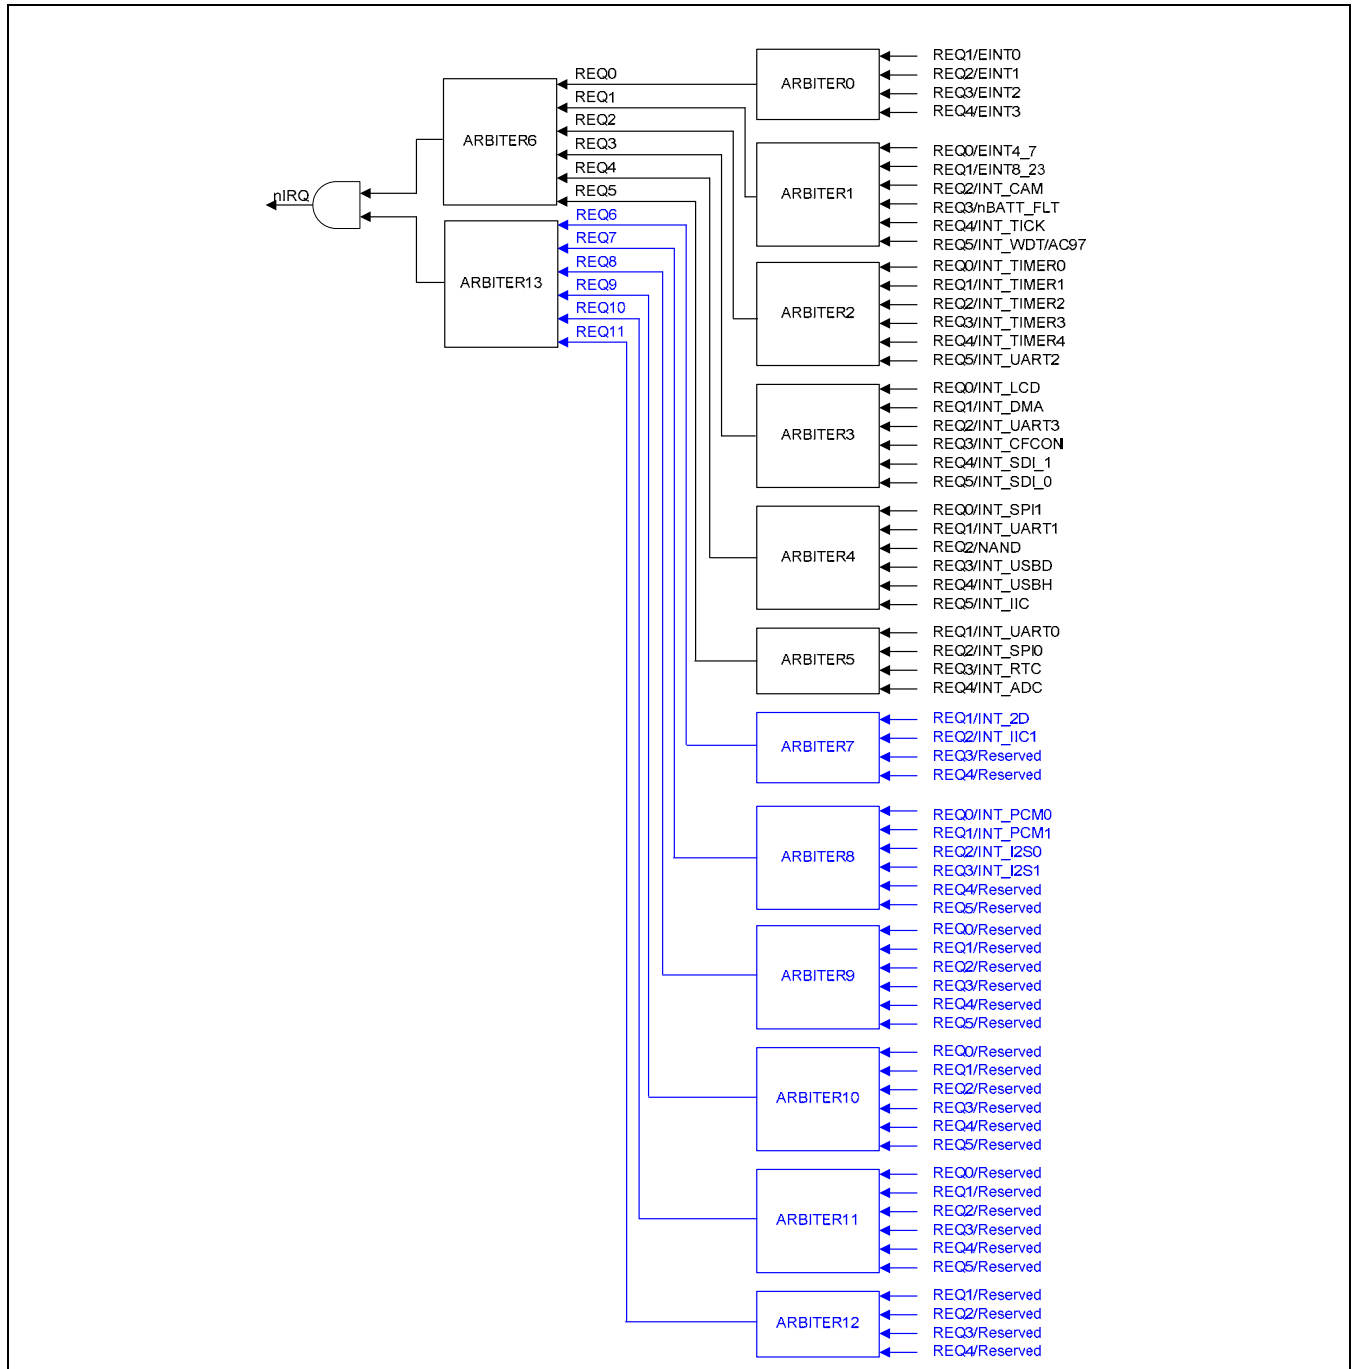 nIRQ
ARBITER6
ARBITER13
REQ0
REQ1
REQ2
REQ3
REQ4
REQ5
REQ6
REQ7
REQ8
REQ9
REQ10
REQ11
ARBITER0
REQ1/EINT0
REQ2/EINT1
REQ3/EINT2
REQ4/EINT3
ARBITER1
REQ0/EINT4_7
REQ1/EINT8_23
REQ2/INT_CAM
REQ3/nBATT_FLT
REQ4/INT_TICK
REQ5/INT_WDT/AC97
ARBITER2
REQ0/INT_TIMER0
REQ1/INT_TIMER1
REQ2/INT_TIMER2
REQ3/INT_TIMER3
REQ4/INT_TIMER4
REQ5/INT_UART2
ARBITER3
REQ0/INT_LCD
REQ1/INT_DMA
REQ2/INT_UART3
REQ3/INT_CFCON
REQ4/INT_SDI_1
REQ5/INT_SDI_0
ARBITER4
REQ0/INT_SPI1
REQ1/INT_UART1
REQ2/NAND
REQ3/INT_USBD
REQ4/INT_USBH
REQ5/INT_IIC
ARBITER5
REQ1/INT_UART0
REQ2/INT_SPI0
REQ3/INT_RTC
REQ4/INT_ADC
ARBITER7
REQ1/INT_2D
REQ2/INT_IIC1
REQ3/Reserved
REQ4/Reserved
ARBITER8
REQ0/INT_PCM0
REQ1/INT_PCM1
REQ2/INT_I2S0
REQ3/INT_I2S1
REQ4/Reserved
REQ5/Reserved
ARBITER9
REQ0/Reserved
REQ1/Reserved
REQ2/Reserved
REQ3/Reserved
REQ4/Reserved
REQ5/Reserved
ARBITER10
REQ0/Reserved
REQ1/Reserved
REQ2/Reserved
REQ3/Reserved
REQ4/Reserved
REQ5/Reserved
ARBITER11
REQ0/Reserved
REQ1/Reserved
REQ2/Reserved
REQ3/Reserved
REQ4/Reserved
REQ5/Reserved
ARBITER12
REQ1/Reserved
REQ2/Reserved
REQ3/Reserved
REQ4/Reserved